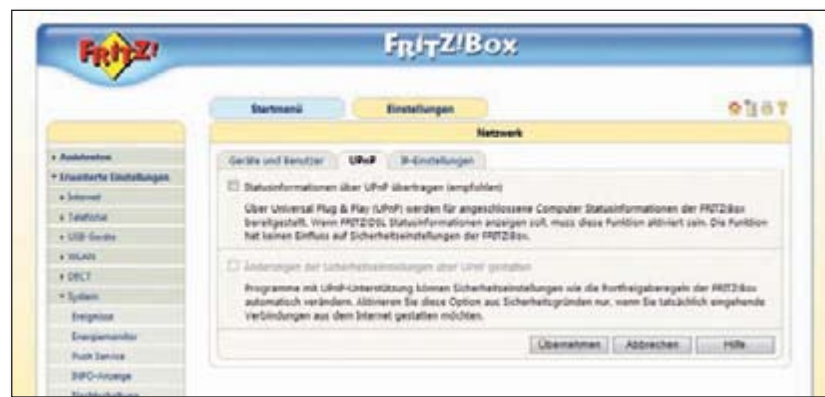 FRITZ!
FRITZ!Box
Startmenü
Einstellungen
Netzwerk
Assistenten
Erweiterte Einstellungen
Internet
Telefonie
USB-Geräte
WLAN
DECT
System
Ereignisse
Energiemonitor
Push Service
INFO-Anzeige
Nachtschaltung
Geräte und Benutzer
UPnP
IP-Einstellungen
Statusinformationen über UPnP übertragen (empfohlen)
Über Universal Plug & Play (UPnP) werden für angeschlossene Computer Statusinformationen der FRITZ!Box
bereitgestellt. Wenn FRITZ!DSL Statusinformationen anzeigen soll, muss diese Funktion aktiviert sein. Die Funktion
hat keinen Einfluss auf Sicherheitseinstellungen der FRITZ!Box.
Änderungen der Sicherheitseinstellungen über UPnP gestatten
Programme mit UPnP-Unterstützung können Sicherheitseinstellungen wie die Portfreigaberegeln der FRITZ!Box
automatisch verändern. Aktivieren Sie diese Option aus Sicherheitsgründen nur, wenn Sie tatsächlich eingehende
Verbindungen aus dem Internet gestatten möchten.
Übernehmen
Abbrechen
Hilfe